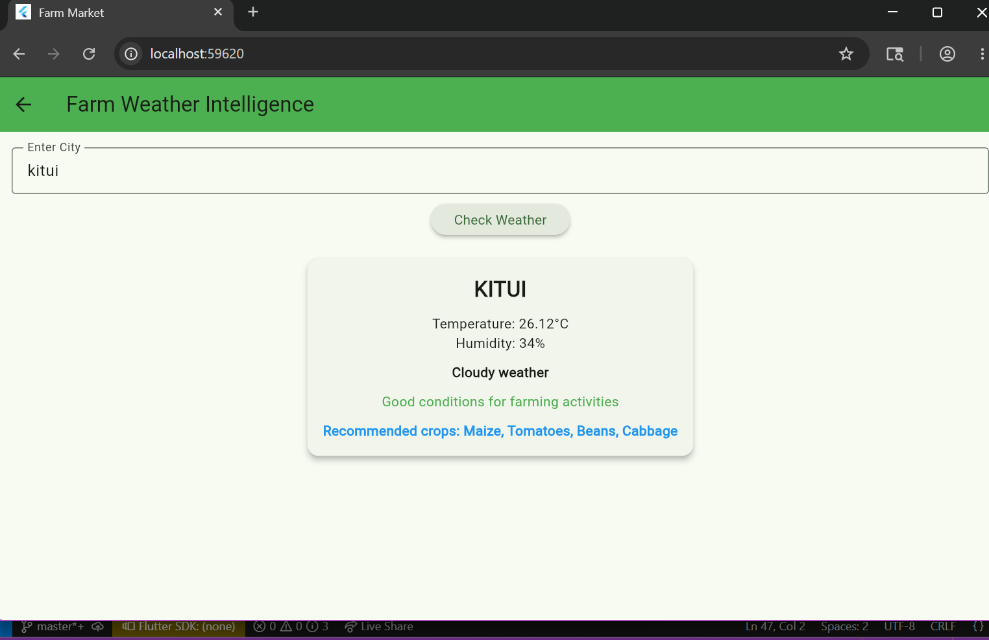 Farm Market
localhost:59620
Farm Weather Intelligence
Enter City
kitui
Check Weather
KITUI
Temperature: 26.12°C
Humidity: 34%
Cloudy weather
Good conditions for farming activities
Recommended crops: Maize, Tomatoes, Beans, Cabbage
master*+ Flutter SDK: (none) 0 0 3 Live Share Ln 47, Col 2 Spaces: 2 UTF-8 CRLF {}